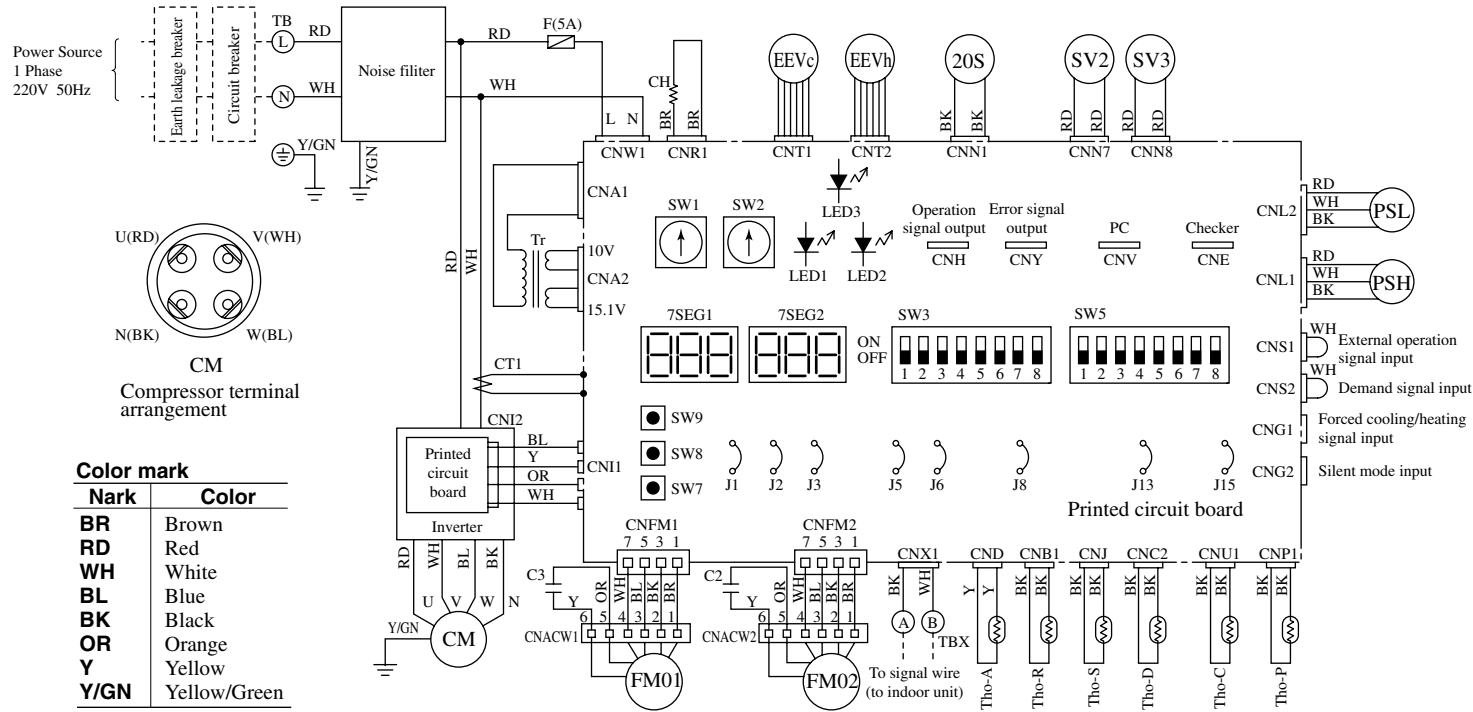 Power Source
1 Phase
220V 50Hz
Earth leakage breaker
Circuit breaker
TB
L
N
RD
WH
Y/GN
Noise filiter
Y/GN
RD
F(5A)
WH
L N
CNW1
CH
BR
BR
CNR1
EEVc
CNT1
EEVh
CNT2
20S
BK
BK
CNN1
SV2
RD
RD
CNN7
SV3
RD
RD
CNN8
CNA1
Tr
10V
CNA2
15.1V
RD
WH
CT1
SW1
SW2
LED3
LED1
LED2
Operation
signal output
CNH
Error signal
output
CNY
PC
CNV
Checker
CNE
CNL2
RD
WH
BK
PSL
CNL1
RD
WH
BK
PSH
7SEG1
7SEG2
ON
OFF
SW3
1 2 3 4 5 6 7 8
SW5
1 2 3 4 5 6 7 8
CNS1
WH
External operation
signal input
CNS2
WH
Demand signal input
CNG1
Forced cooling/heating
signal input
CNG2
Silent mode input
SW9
SW8
SW7
J1
J2
J3
J5
J6
J8
J13
J15
Printed circuit board
U(RD)
V(WH)
N(BK)
W(BL)
CM
Compressor terminal
arrangement
CNI2
Printed
circuit
board
Inverter
BL
Y
OR
WH
CNI1
RD
WH
BL
BK
U
V
W
N
Y/GN
CM
CNFM1
7 5 3 1
C3
OR
WH
BL
BK
BR
Y
6 5 4 3 2 1
CNACW1
FM01
CNFM2
7 5 3 1
C2
OR
WH
BL
BK
BR
Y
6 5 4 3 2 1
CNACW2
FM02
CNX1
BK
WH
A
B
TBX
To signal wire
(to indoor unit)
CND
Y
Y
Tho-A
CNB1
BK
BK
Tho-R
CNJ
BK
BK
Tho-S
CNC2
BK
BK
Tho-D
CNU1
BK
BK
Tho-C
CNP1
BK
BK
Tho-P
Color mark
Nark Color
BR Brown
RD Red
WH White
BL Blue
BK Black
OR Orange
Y Yellow
Y/GN Yellow/Green